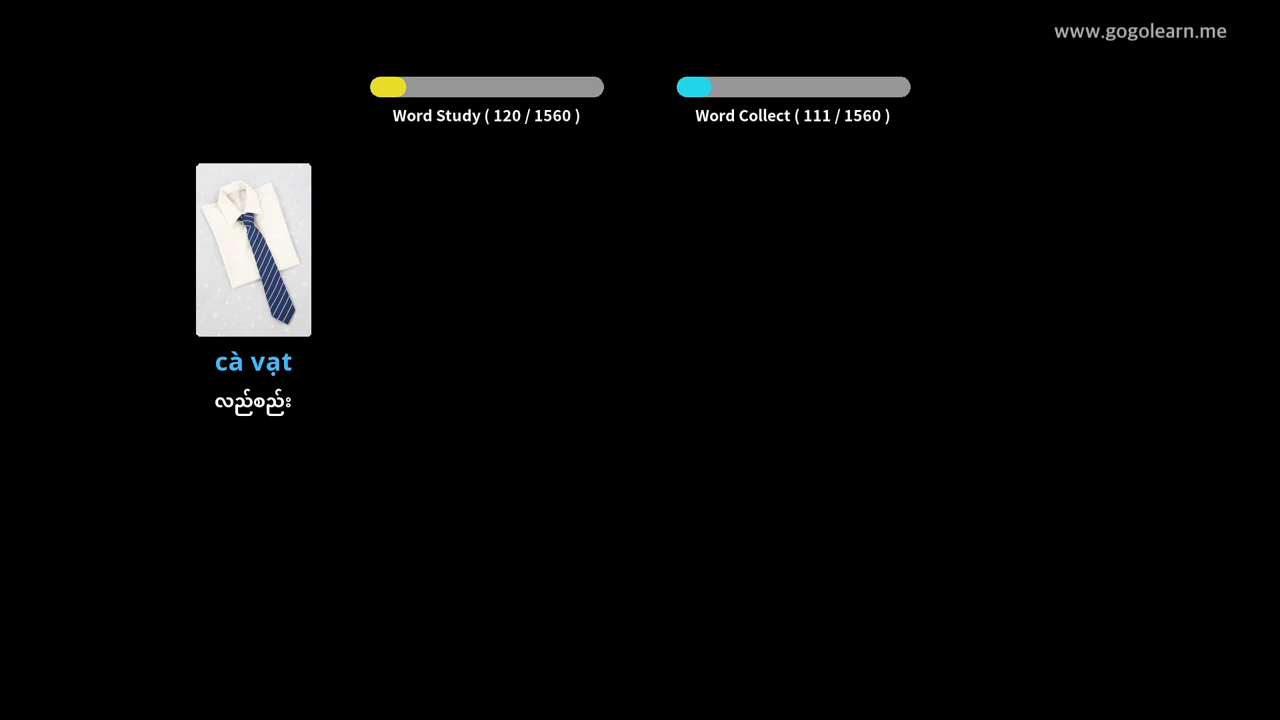 www.gogolearn.me
Word Study ( 120 / 1560 )
Word Collect ( 111 / 1560 )
cà vạt
လည်စည်း